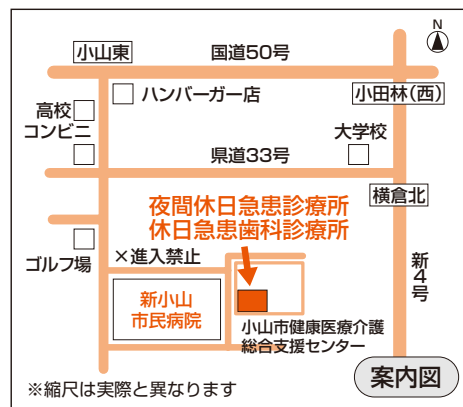 N
小山東
国道50号
ハンバーガー店
小田林(西)
高校
コンビニ
大学校
県道33号
横倉北
夜間休日急患診療所
休日急患歯科診療所
×進入禁止
ゴルフ場
新4号
新小山
市民病院
小山市健康医療介護
総合支援センター
案内図
※縮尺は実際と異なります